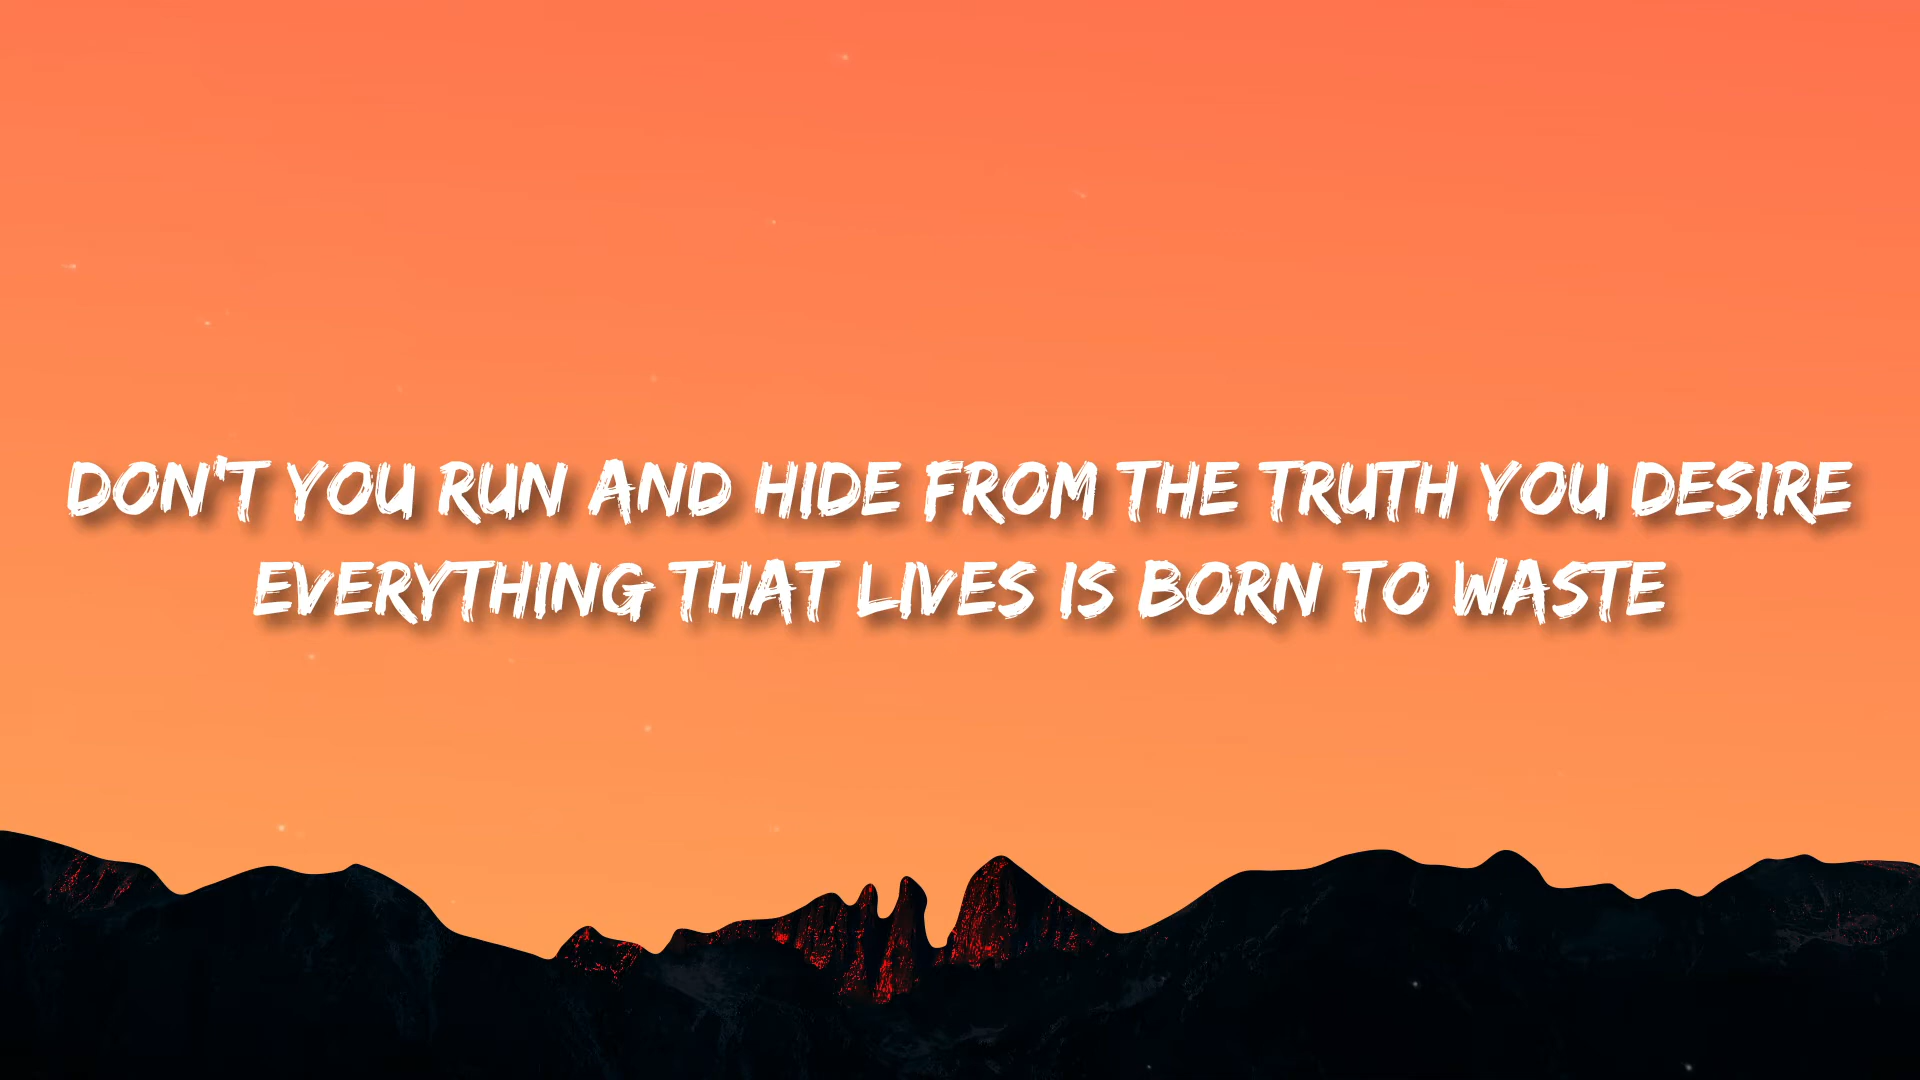 DON'T YOU RUN AND HIDE FROM THE TRUTH YOU DESIRE
EVERYTHING THAT LIVES IS BORN TO WASTE